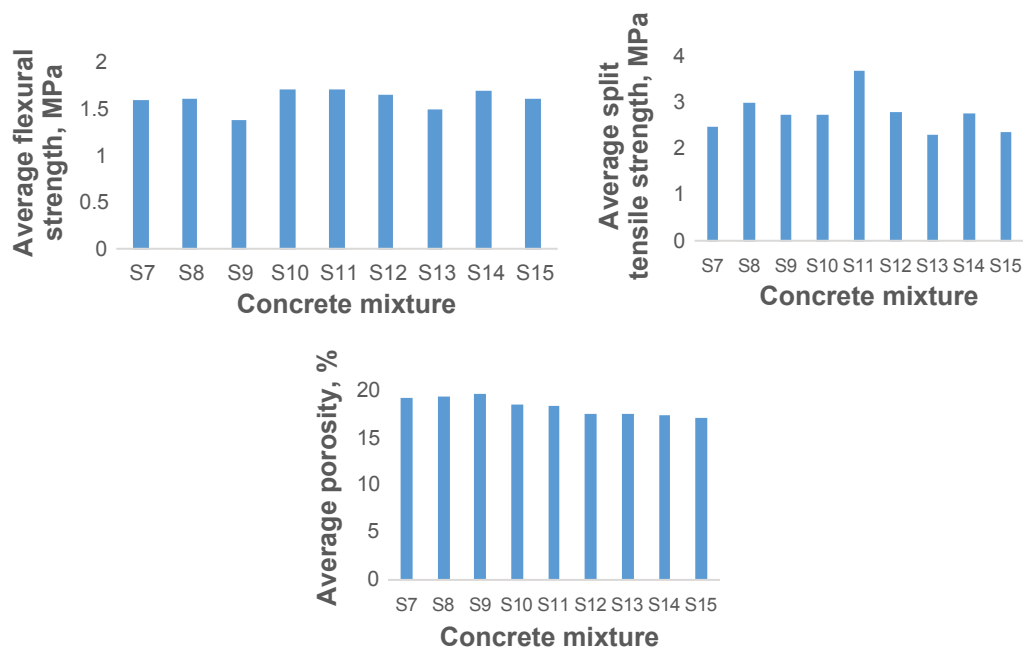 Average flexural
strength, MPa
2
1.5
1
0.5
0
S7 S8 S9 S10 S11 S12 S13 S14 S15
Concrete mixture
Average split
tensile strength, MPa
4
3
2
1
0
S7 S8 S9 S10 S11 S12 S13 S14 S15
Concrete mixture
Average porosity, %
20
15
10
5
0
S7 S8 S9 S10 S11 S12 S13 S14 S15
Concrete mixture